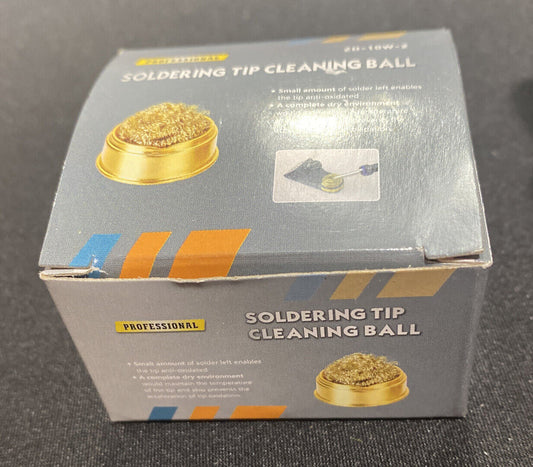 PROFESSIONAL
ZD-10W-2
SOLDERING TIP CLEANING BALL
• Small amount of solder left enables
the tip anti-oxidated
• A complete dry environment
PROFESSIONAL
SOLDERING TIP
CLEANING BALL
• Small amount of solder left enables
the tip anti-oxidated
• A complete dry environment
would maintain the temperature
of the tip and also prevents the
acceleration of tip oxidation.